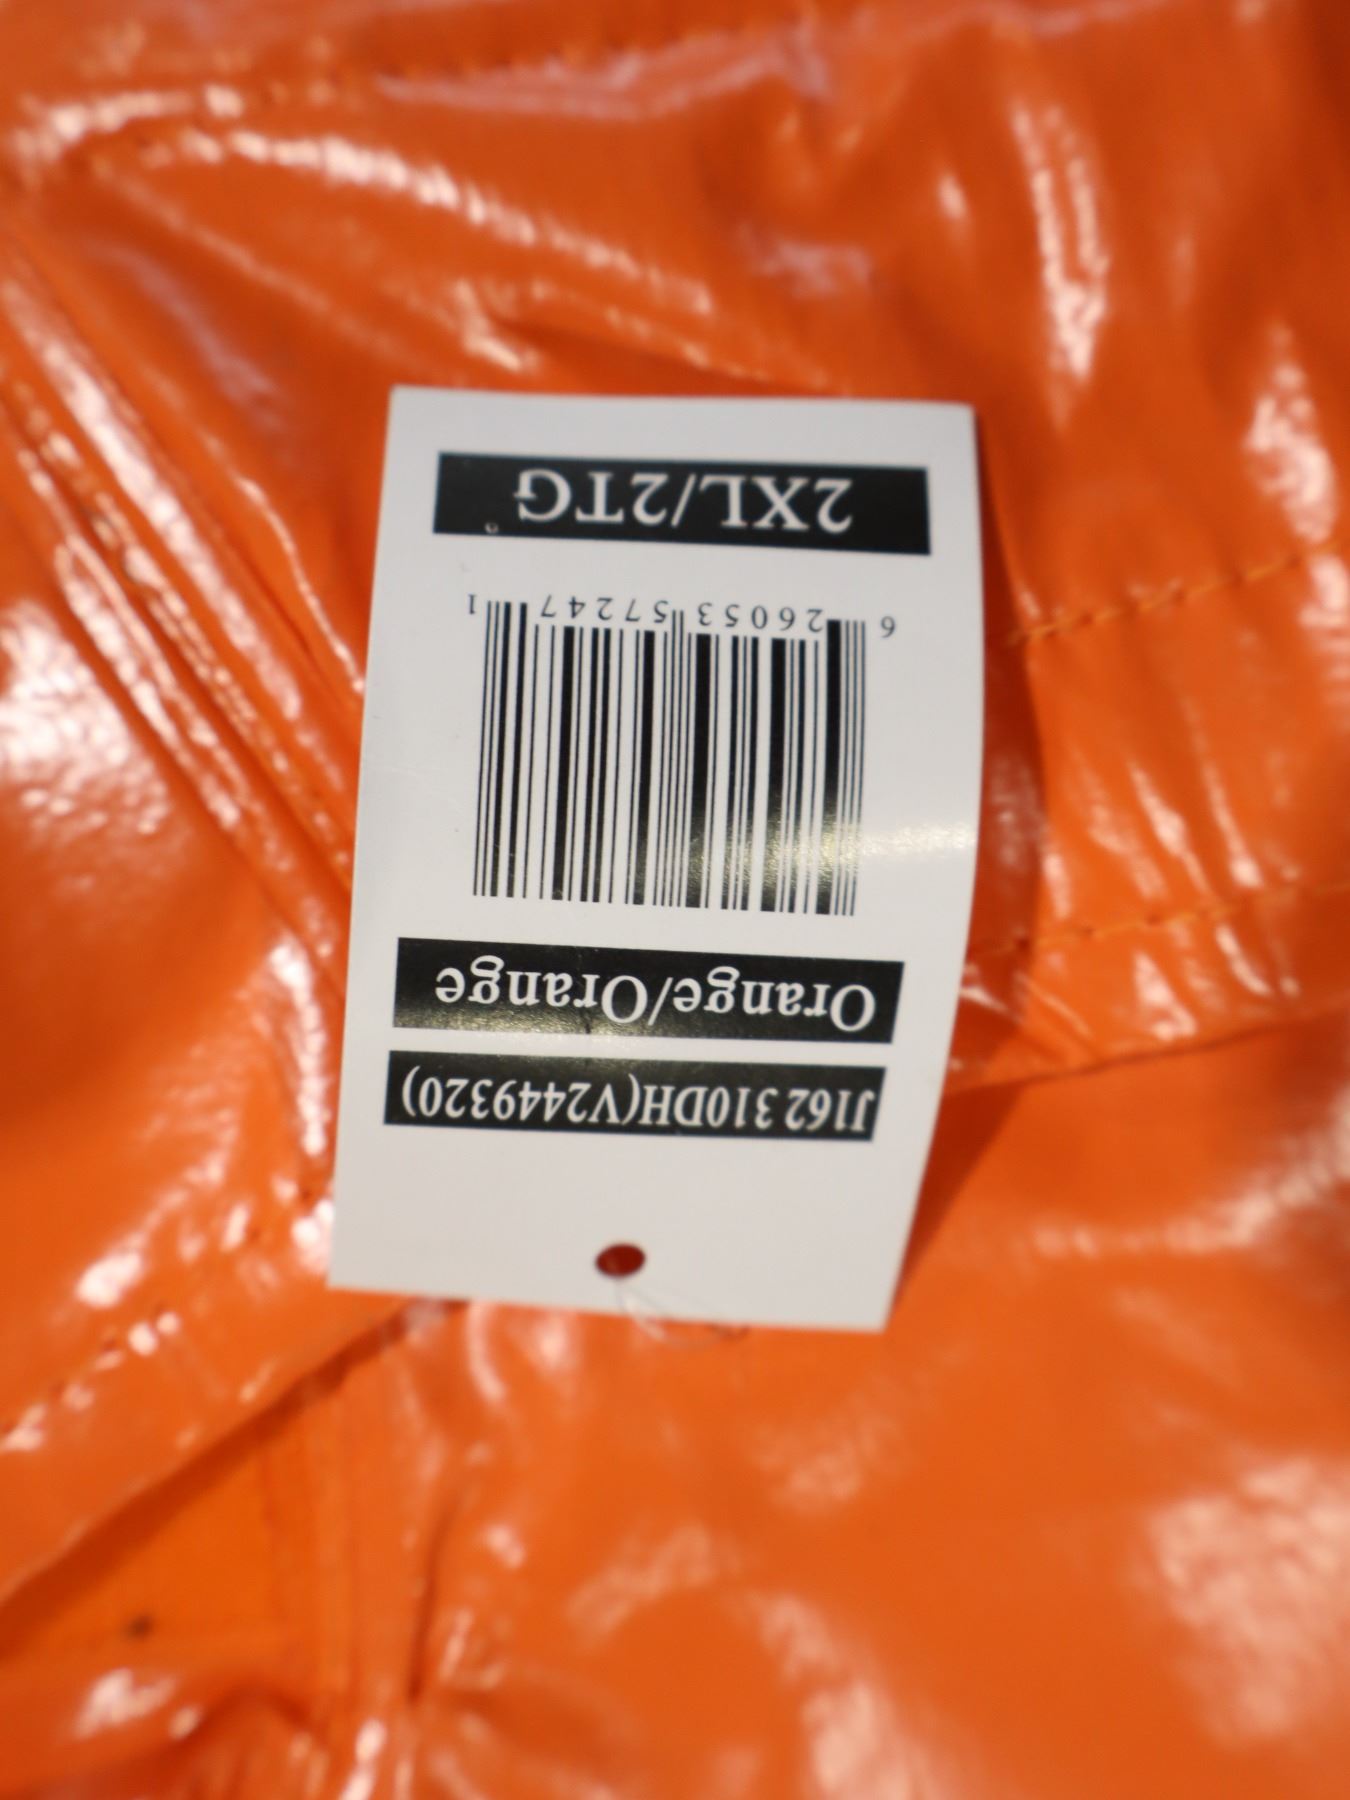 J162 310DH(V2449320)
Orange/Orange
6 26053 57247 1
2XL/2TG